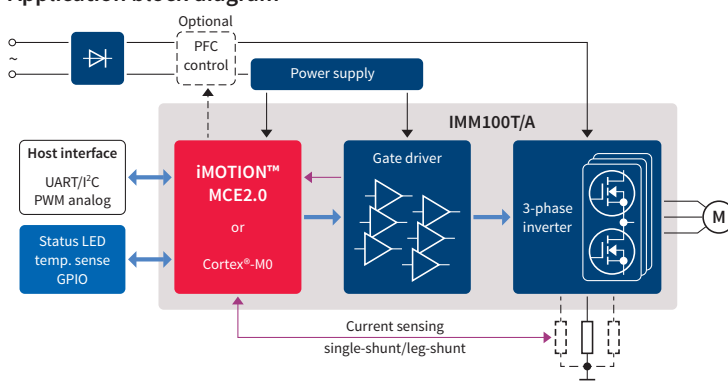 Application block diagram
Optional
PFC
control
~
Power supply
IMM100T/A
Host interface
UART/I²C
PWM analog
iMOTION™
MCE2.0
or
Cortex®-M0
Gate driver
3-phase
inverter
M
Status LED
temp. sense
GPIO
Current sensing
single-shunt/leg-shunt